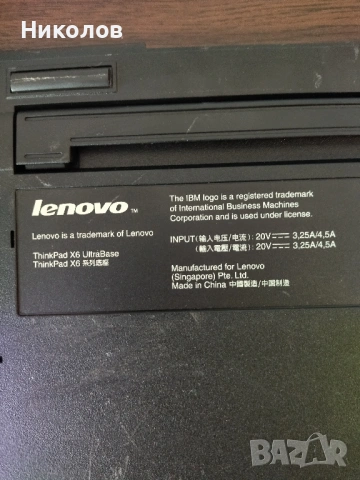 Николов
lenovo™
Lenovo is a trademark of Lenovo
ThinkPad X6 UltraBase
ThinkPad X6 系列底座
The IBM logo is a registered trademark
of International Business Machines
Corporation and is used under license.
INPUT(输入电压/电流): 20V⎓ 3,25A/4,5A
(輸入電壓/電流): 20V⎓ 3,25A/4,5A
Manufactured for Lenovo
(Singapore) Pte. Ltd.
Made in China 中國製造/中国制造
BAZAR